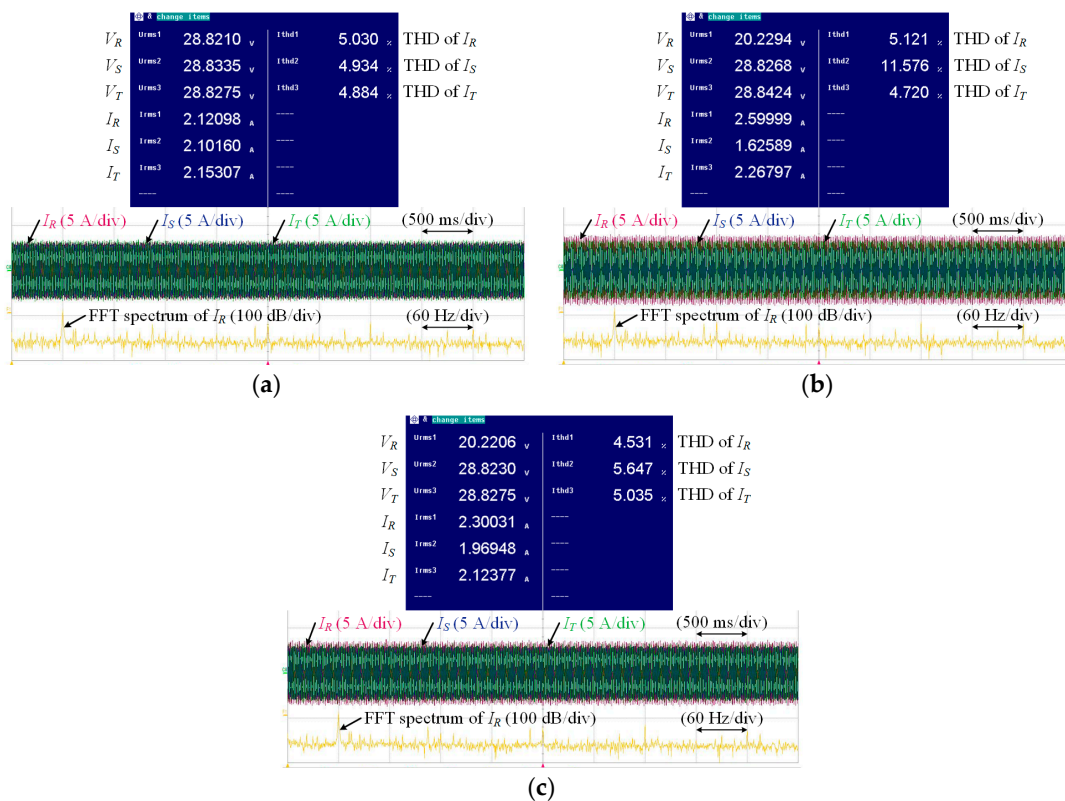 & change items
V_R Urms1 28.8210 V Ithd1 5.030 % THD of I_R
V_S Urms2 28.8335 V Ithd2 4.934 % THD of I_S
V_T Urms3 28.8275 V Ithd3 4.884 % THD of I_T
I_R Irms1 2.12098 A ----
I_S Irms2 2.10160 A ----
I_T Irms3 2.15307 A ----
---- ----
I_R (5 A/div) I_S (5 A/div) I_T (5 A/div) (500 ms/div)
FFT spectrum of I_R (100 dB/div) (60 Hz/div)
(a)
& change items
V_R Urms1 20.2294 V Ithd1 5.121 % THD of I_R
V_S Urms2 28.8268 V Ithd2 11.576 % THD of I_S
V_T Urms3 28.8424 V Ithd3 4.720 % THD of I_T
I_R Irms1 2.59999 A ----
I_S Irms2 1.62589 A ----
I_T Irms3 2.26797 A ----
---- ----
I_R (5 A/div) I_S (5 A/div) I_T (5 A/div) (500 ms/div)
FFT spectrum of I_R (100 dB/div) (60 Hz/div)
(b)
& change items
V_R Urms1 20.2206 V Ithd1 4.531 % THD of I_R
V_S Urms2 28.8230 V Ithd2 5.647 % THD of I_S
V_T Urms3 28.8275 V Ithd3 5.035 % THD of I_T
I_R Irms1 2.30031 A ----
I_S Irms2 1.96948 A ----
I_T Irms3 2.12377 A ----
---- ----
I_R (5 A/div) I_S (5 A/div) I_T (5 A/div) (500 ms/div)
FFT spectrum of I_R (100 dB/div) (60 Hz/div)
(c)